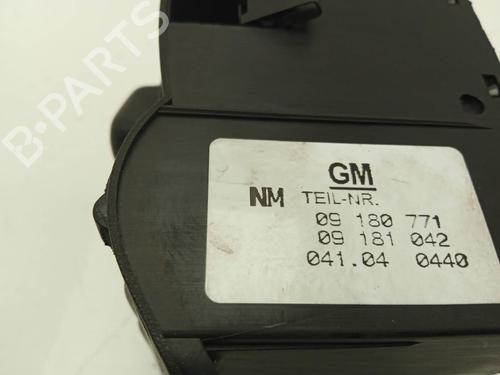 B-PARTS
GM
NM TEIL-NR.
09 180 771
09 181 042
041.04 0440